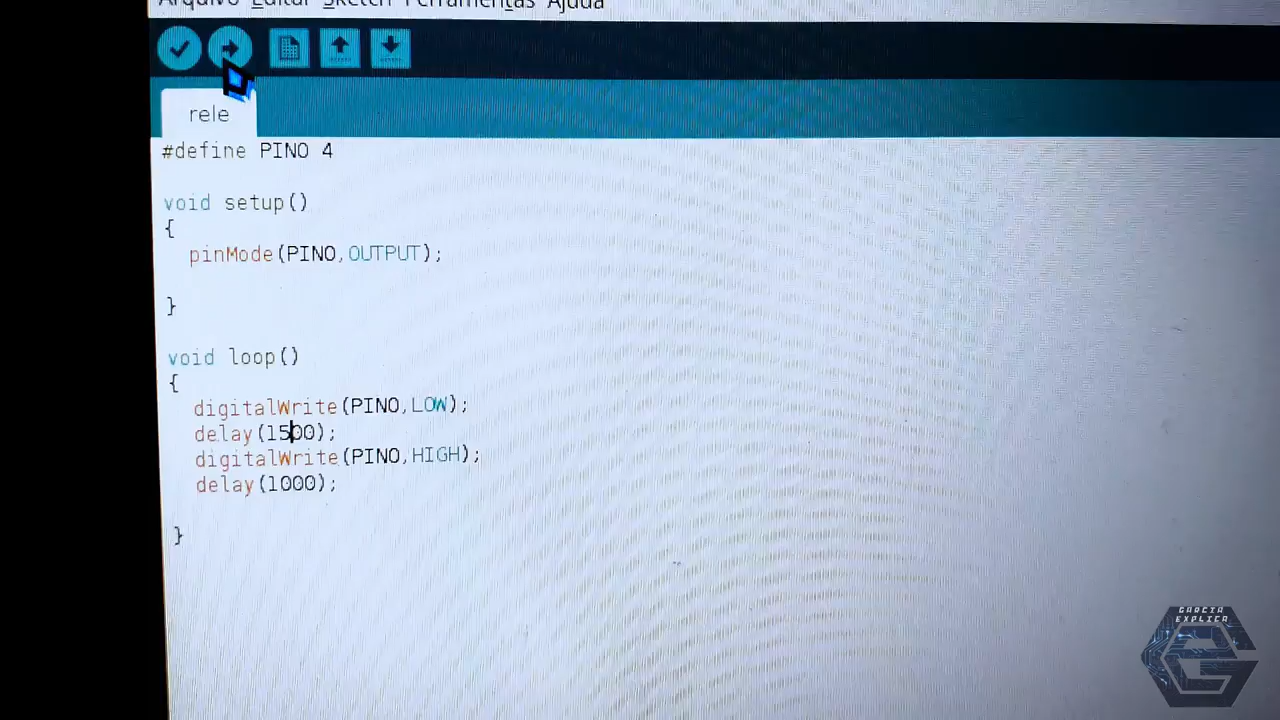 Arquivo Editar Sketch Ferramentas Ajuda
rele
#define PINO 4
void setup()
{
pinMode(PINO,OUTPUT);
}
void loop()
{
digitalWrite(PINO,LOW);
delay(1500);
digitalWrite(PINO,HIGH);
delay(1000);
}
GARCIA
EXPLICA